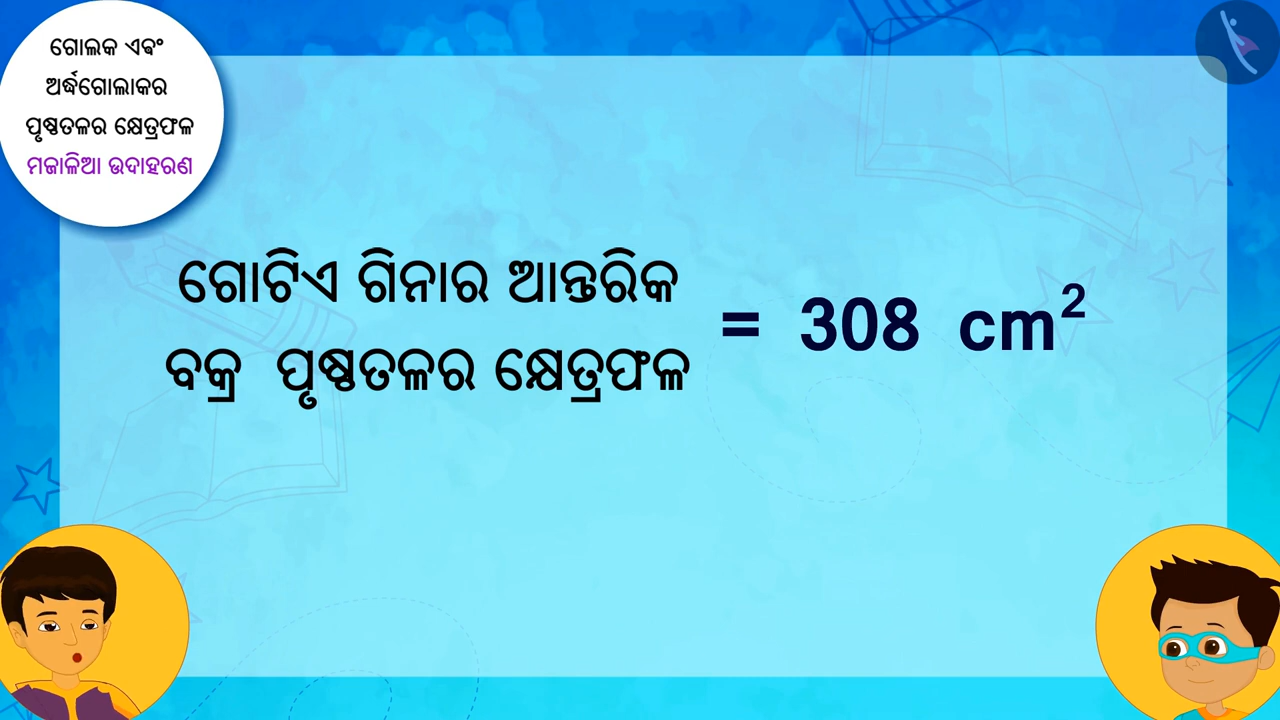 ଗୋଲକ ଏବଂ
ଅର୍ଦ୍ଧଗୋଲାକର
ପୃଷ୍ଠତଳର କ୍ଷେତ୍ରଫଳ
ମଜାଳିଆ ଉଦାହରଣ
ଗୋଟିଏ ଗିନାର ଆନ୍ତରିକ
ବକ୍ର ପୃଷ୍ଠତଳର କ୍ଷେତ୍ରଫଳ = 308 cm²